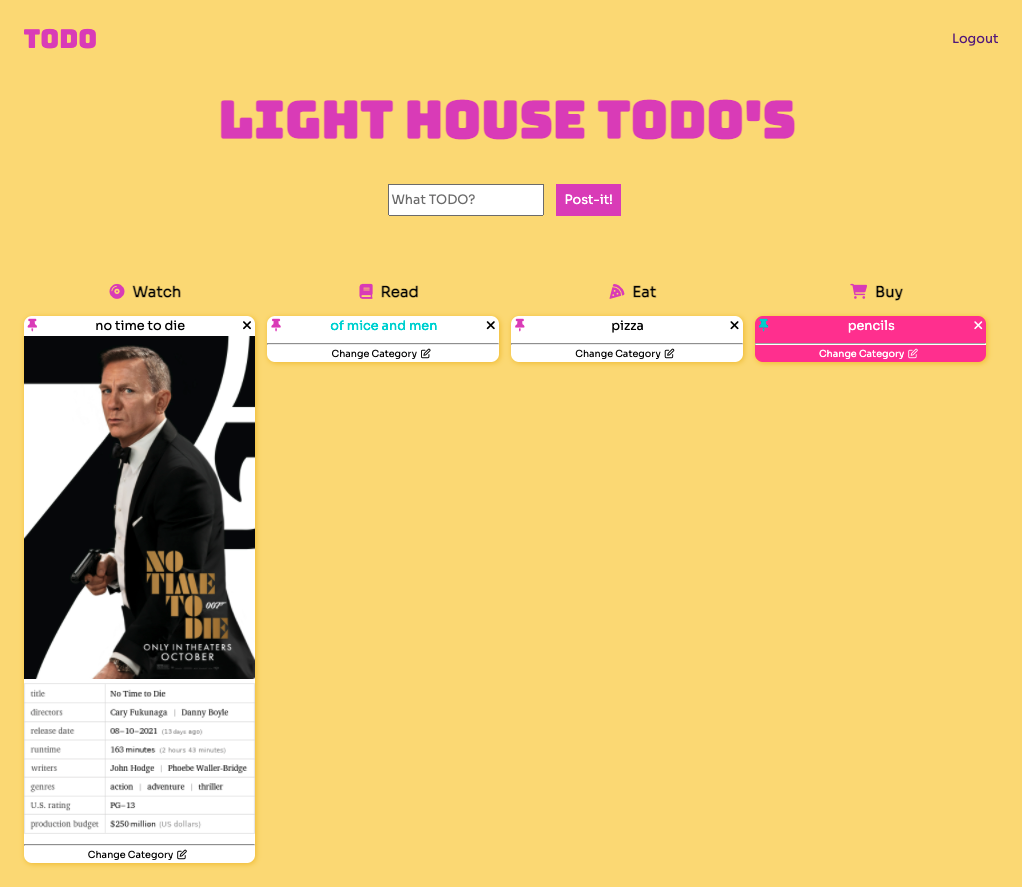 TODO
Logout
LIGHT HOUSE TODO'S
What TODO?
Post-it!
Watch
Read
Eat
Buy
no time to die
of mice and men
pizza
pencils
Change Category
Change Category
Change Category
NO
TIME
TO 007
DIE
ONLY IN THEATERS
OCTOBER
title No Time to Die
directors Cary Fukunaga | Danny Boyle
release date 08-10-2021 (13 days ago)
runtime 163 minutes (2 hours 43 minutes)
writers John Hodge | Phoebe Waller-Bridge
genres action | adventure | thriller
U.S. rating PG-13
production budget $250 million (US dollars)
Change Category